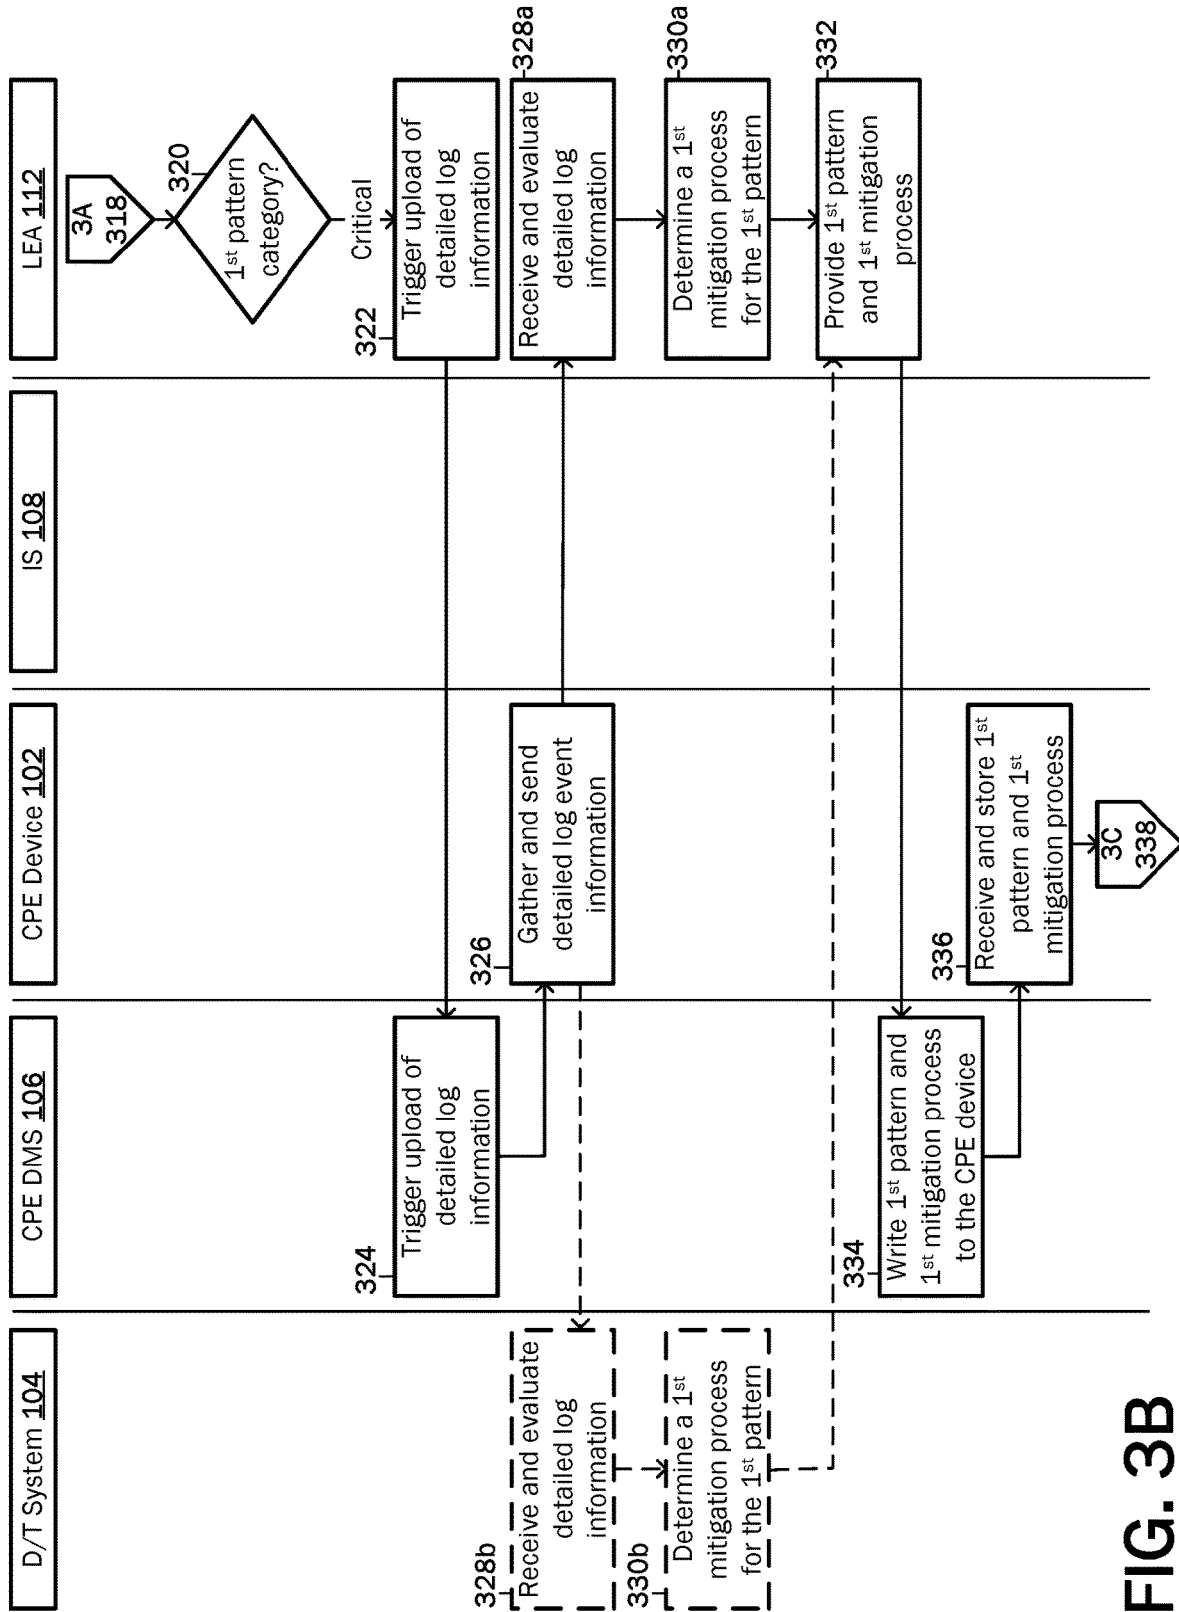 D/T System 104
CPE DMS 106
CPE Device 102
IS 108
LEA 112
3A
318
320
1st pattern
category?
Critical
322
Trigger upload of
detailed log
information
324
Trigger upload of
detailed log
information
326
Gather and send
detailed log event
information
328a
Receive and evaluate
detailed log
information
328b
Receive and evaluate
detailed log
information
330a
Determine a 1st
mitigation process
for the 1st pattern
330b
Determine a 1st
mitigation process
for the 1st pattern
332
Provide 1st pattern
and 1st mitigation
process
334
Write 1st pattern and
1st mitigation process
to the CPE device
336
Receive and store 1st
pattern and 1st
mitigation process
3C
338
FIG. 3B